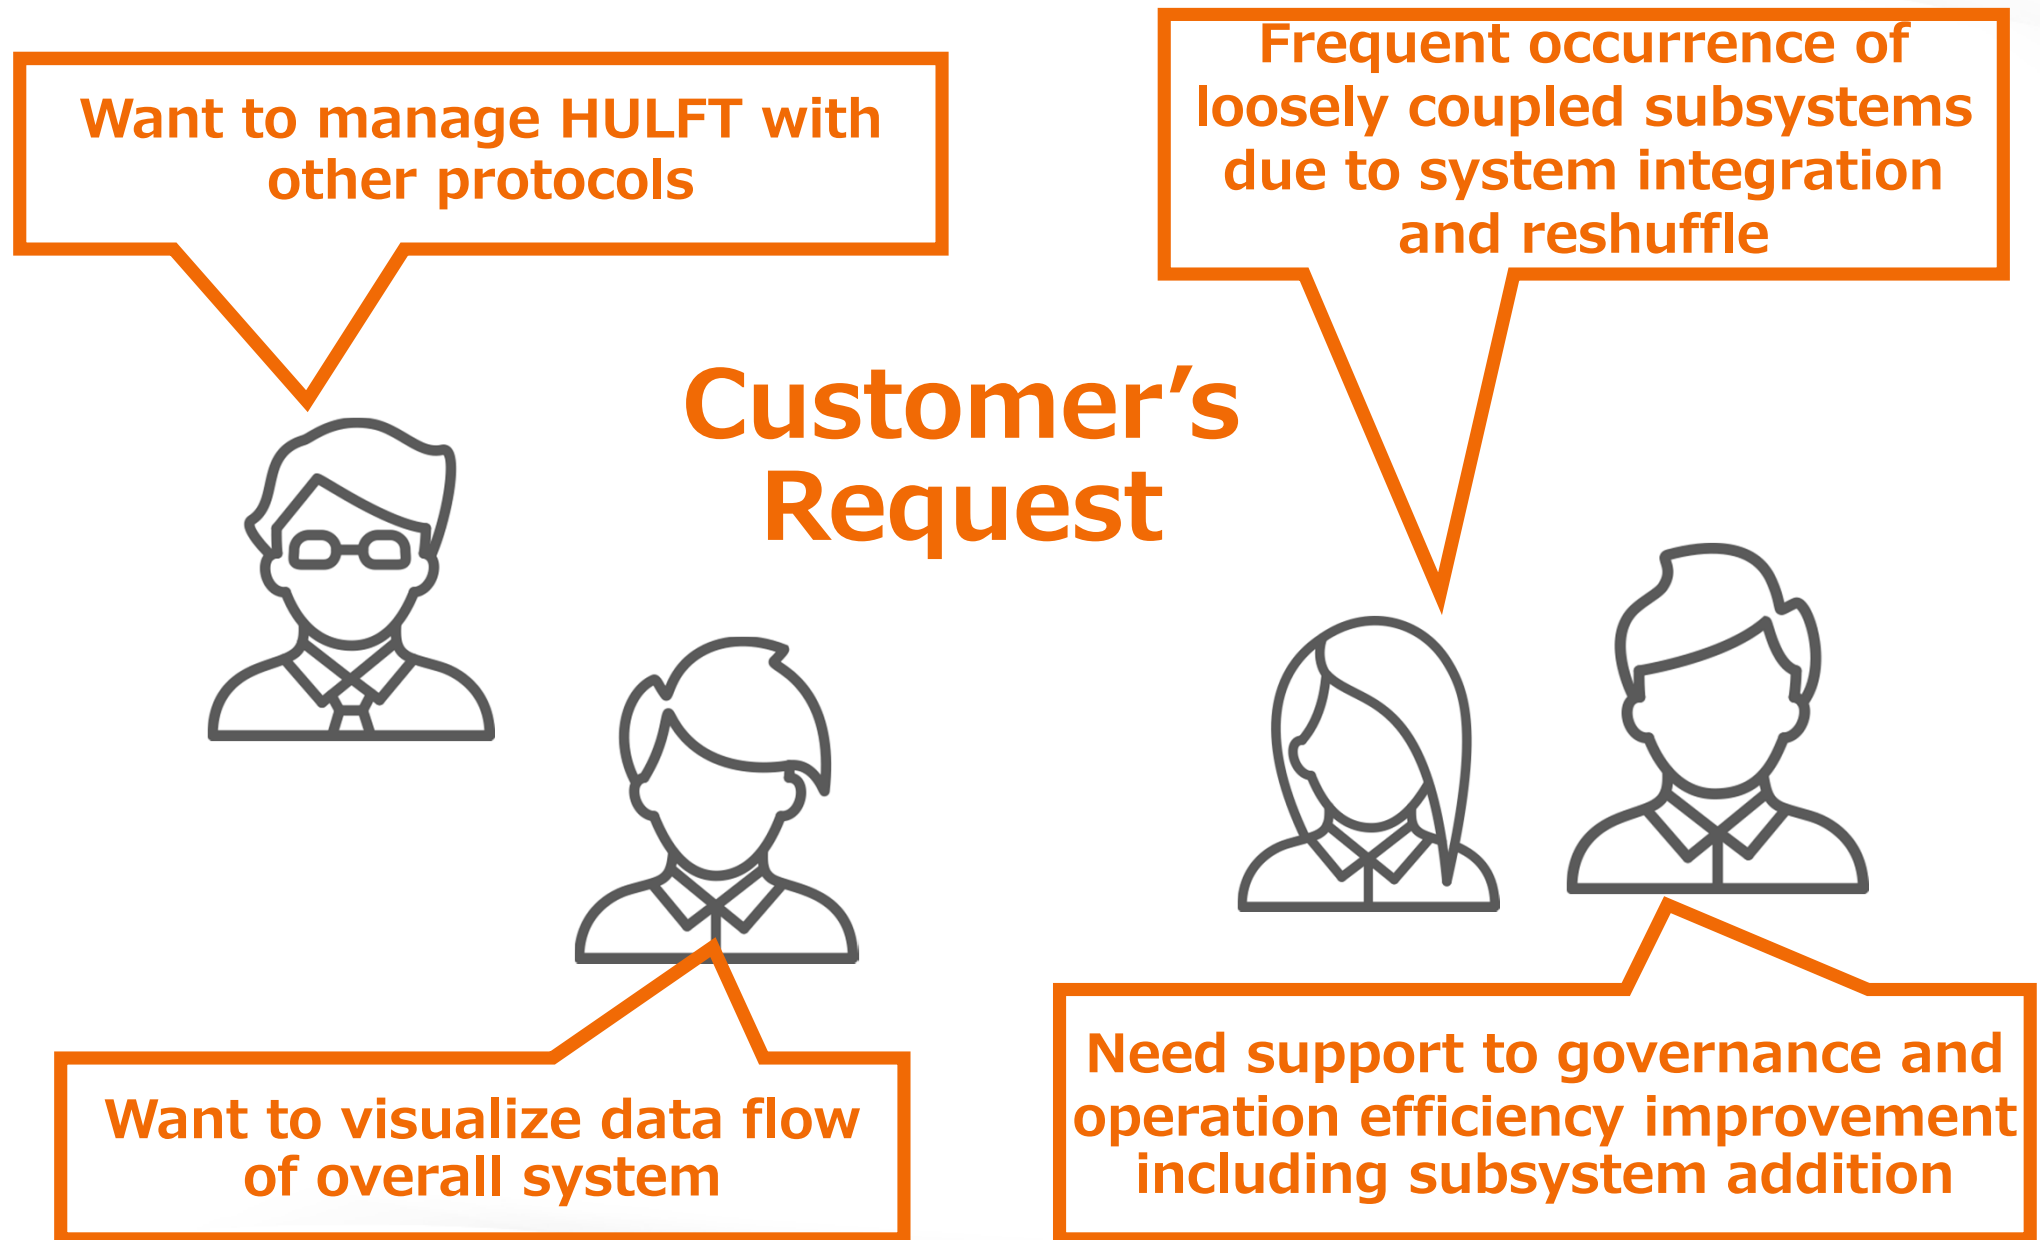 Want to manage HULFT with
other protocols
Frequent occurrence of
loosely coupled subsystems
due to system integration
and reshuffle
Customer’s
Request
Want to visualize data flow
of overall system
Need support to governance and
operation efficiency improvement
including subsystem addition